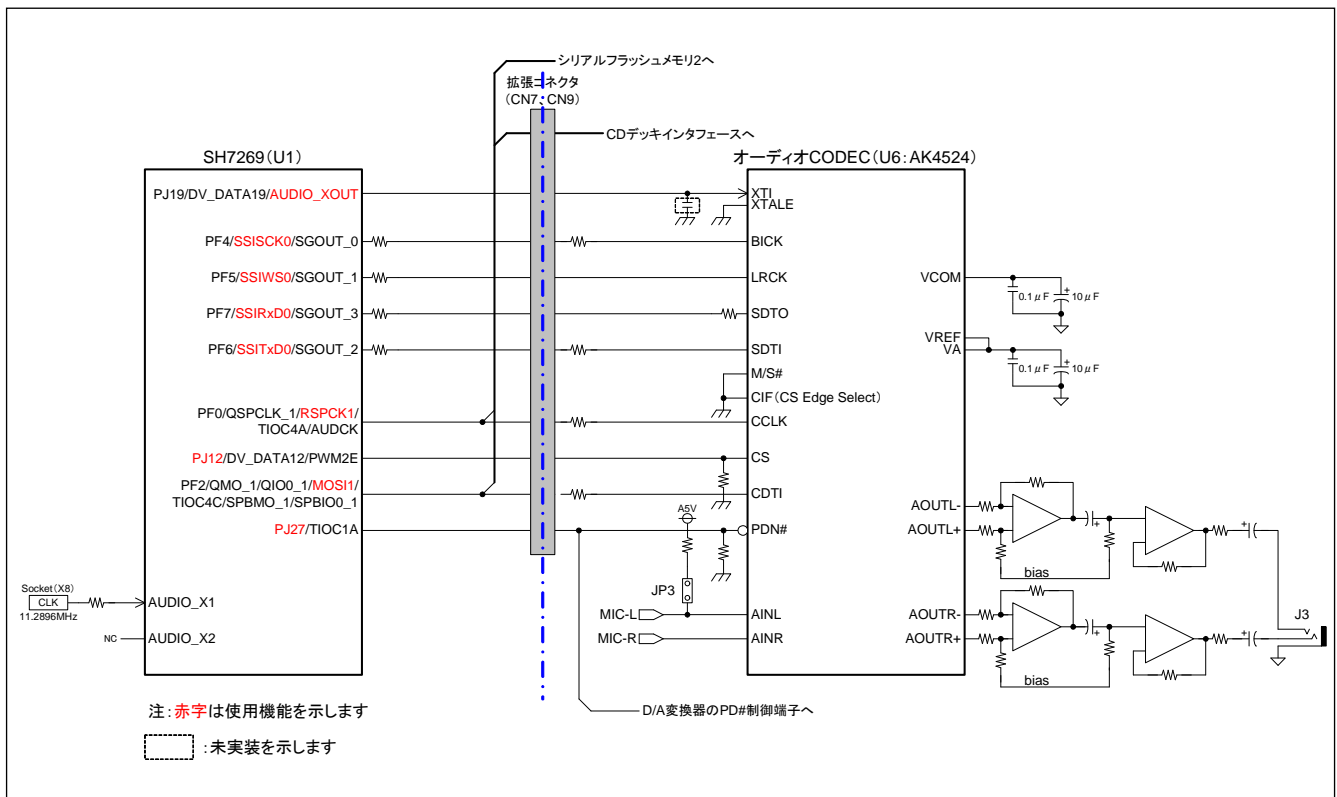 シリアルフラッシュメモリ2へ
拡張コネクタ
(CN7、CN9)
CDデッキインタフェースへ
SH7269(U1)
オーディオCODEC(U6:AK4524)
PJ19/DV_DATA19/AUDIO_XOUT
PF4/SSISCK0/SGOUT_0
PF5/SSIWS0/SGOUT_1
PF7/SSIRxD0/SGOUT_3
PF6/SSITxD0/SGOUT_2
PF0/QSPCLK_1/RSPCK1/
TIOC4A/AUDCK
PJ12/DV_DATA12/PWM2E
PF2/QMO_1/QIO0_1/MOSI1/
TIOC4C/SPBMO_1/SPBIO0_1
PJ27/TIOC1A
Socket(X8)
CLK
11.2896MHz
AUDIO_X1
NC
AUDIO_X2
XTI
XTALE
BICK
LRCK
SDTO
SDTI
M/S#
CIF(CS Edge Select)
CCLK
CS
CDTI
PDN#
A5V
JP3
MIC-L
AINL
MIC-R
AINR
VCOM
0.1μF
+
10μF
VREF
VA
0.1μF
+
10μF
AOUTL-
AOUTL+
+
+
bias
AOUTR-
AOUTR+
+
+
bias
J3
D/A変換器のPD#制御端子へ
注:赤字は使用機能を示します
:未実装を示します